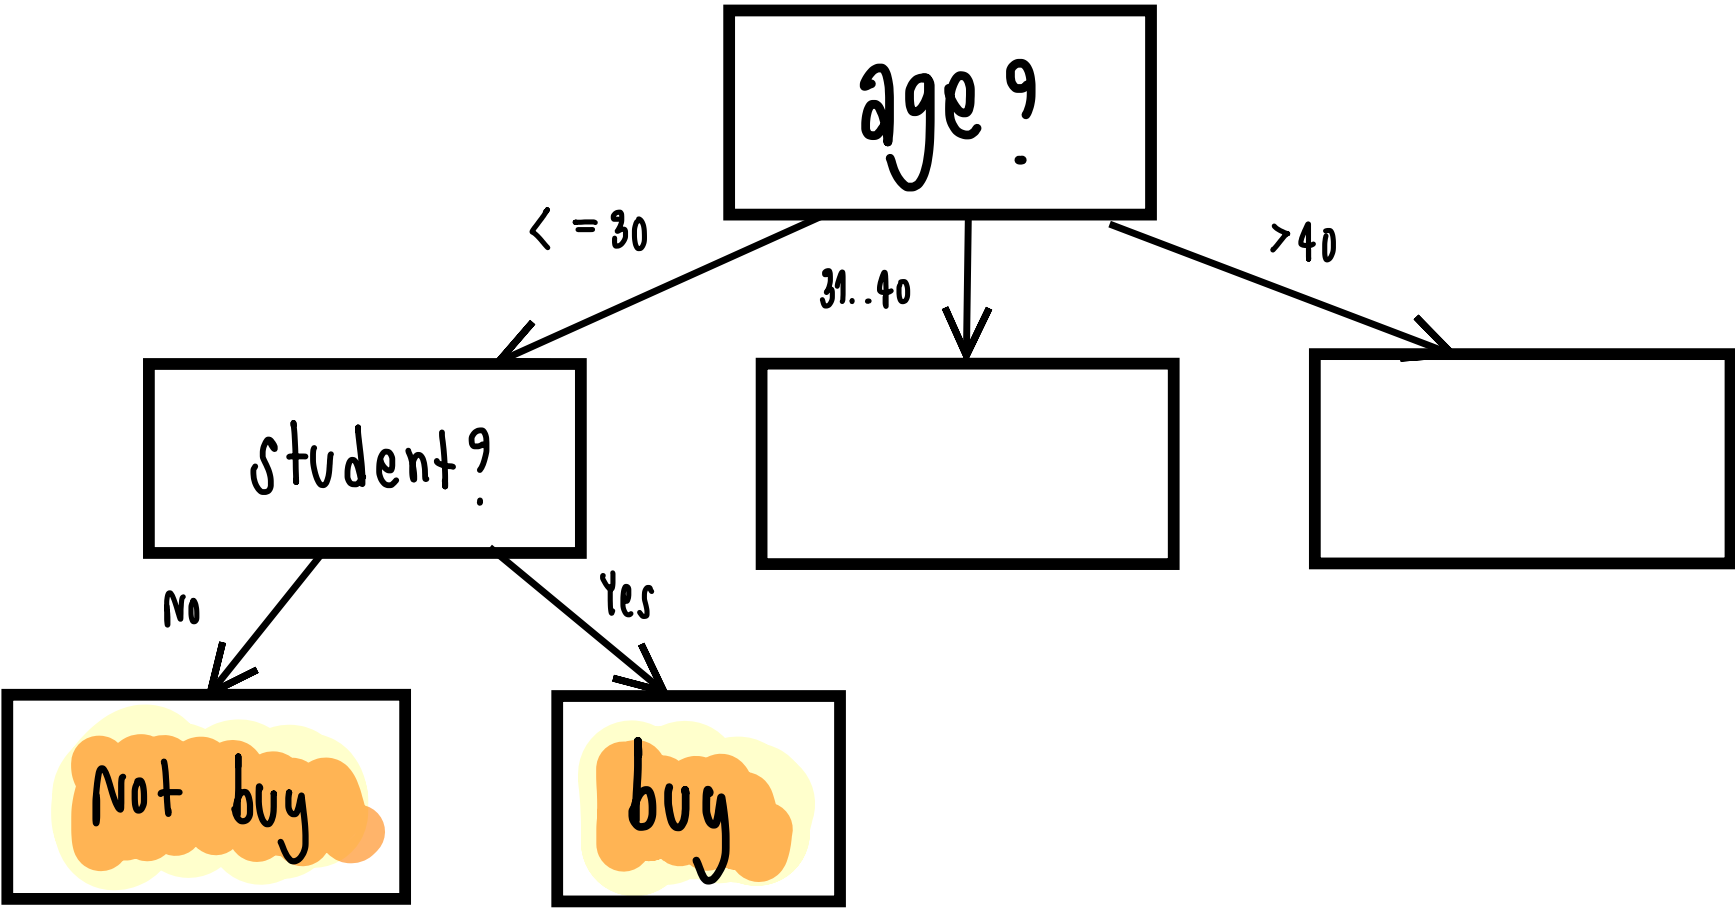 age?
< = 30
31..40
>40
student?
No
Yes
Not buy
buy